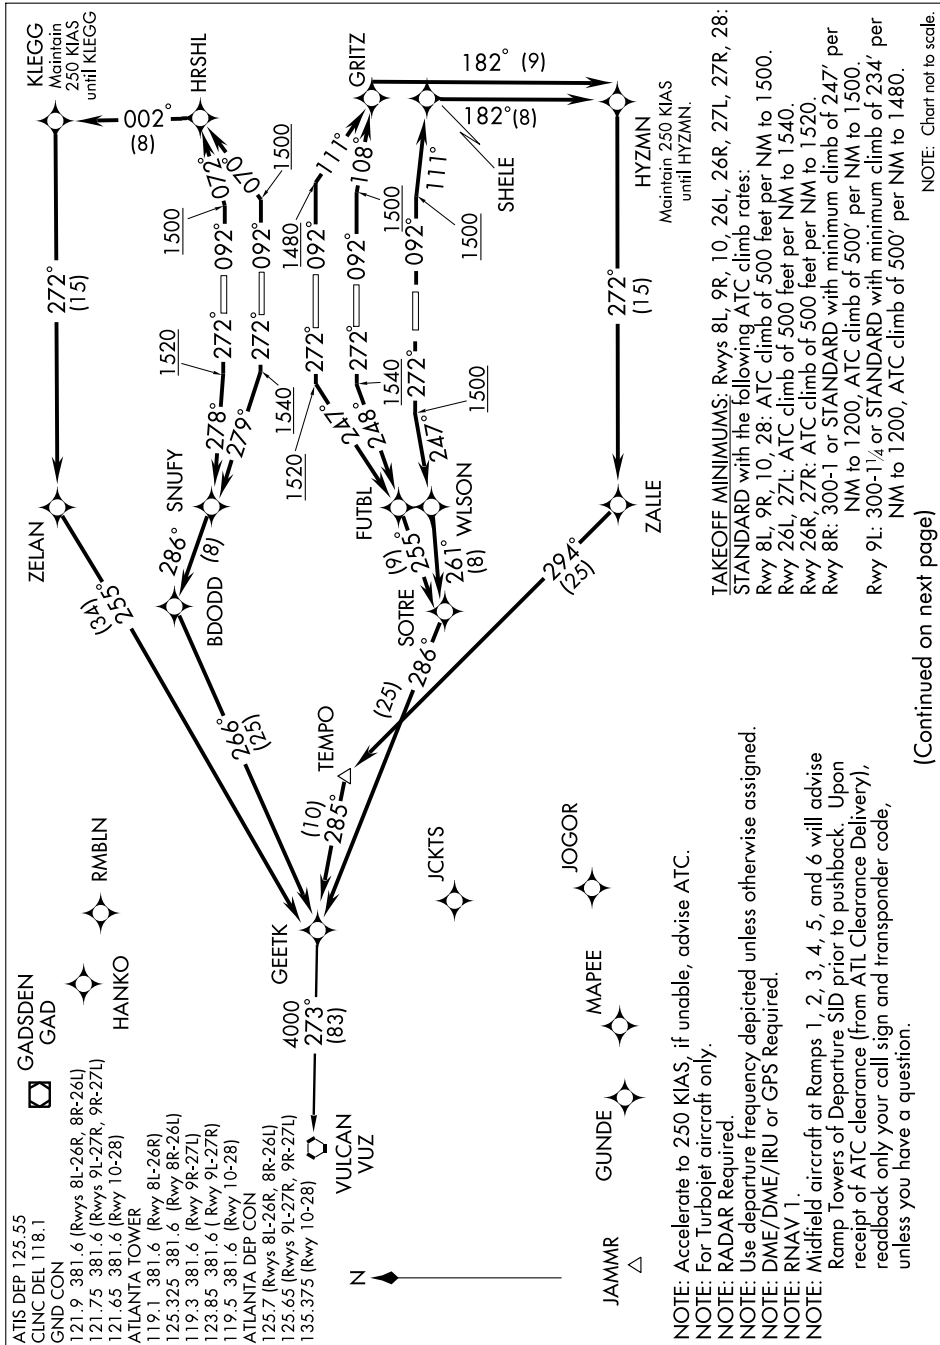 ATIS DEP 125.55
CLNC DEL 118.1
GND CON
121.9 381.6 (Rwys 8L-26R, 8R-26L)
121.75 381.6 (Rwys 9L-27R, 9R-27L)
121.65 381.6 (Rwy 10-28)
ATLANTA TOWER
119.1 381.6 (Rwy 8L-26R)
125.325 381.6 (Rwy 8R-26L)
119.3 381.6 (Rwy 9R-27L)
123.85 381.6 ( Rwy 9L-27R)
119.5 381.6 (Rwy 10-28)
ATLANTA DEP CON
125.7 (Rwys 8L-26R, 8R-26L)
125.65 (Rwys 9L-27R, 9R-27L)
135.375 (Rwy 10-28)
GADSDEN
GAD
HANKO
RMBLN
ZELAN
272°
(15)
KLEGG
Maintain
250 KIAS
until KLEGG
(34)
255°
002°
(8)
HRSHL
BDODD
286°
(8)
SNUFY
278°
279°
1520
1540
272°
272°
092°
092°
072°
070°
1500
1500
266°
(25)
N
VULCAN
VUZ
4000
273°
(83)
GEETK
(10)
285°
TEMPO
(25)
286°
SOTRE
(9)
255°
261°
(8)
FUTBL
WLSON
247°
248°
247°
1520
1540
1500
272°
272°
272°
092°
092°
092°
1480
1500
1500
111°
108°
111°
GRITZ
SHELE
182° (9)
182°(8)
JCKTS
JOGOR
MAPEE
GUNDE
JAMMR
294°
(25)
ZALLE
272°
(15)
HYZMN
Maintain 250 KIAS
until HYZMN.
NOTE: Accelerate to 250 KIAS, if unable, advise ATC.
NOTE: For Turbojet aircraft only.
NOTE: RADAR Required.
NOTE: Use departure frequency depicted unless otherwise assigned.
NOTE: DME/DME/IRU or GPS Required.
NOTE: RNAV 1.
NOTE: Midfield aircraft at Ramps 1, 2, 3, 4, 5, and 6 will advise
Ramp Towers of Departure SID prior to pushback. Upon
receipt of ATC clearance (from ATL Clearance Delivery),
readback only your call sign and transponder code,
unless you have a question.
TAKEOFF MINIMUMS: Rwys 8L, 9R, 10, 26L, 26R, 27L, 27R, 28:
STANDARD with the following ATC climb rates:
Rwy 8L, 9R, 10, 28: ATC climb of 500 feet per NM to 1500.
Rwy 26L, 27L: ATC climb of 500 feet per NM to 1540.
Rwy 26R, 27R: ATC climb of 500 feet per NM to 1520.
Rwy 8R: 300-1 or STANDARD with minimum climb of 247' per
NM to 1200, ATC climb of 500' per NM to 1500.
Rwy 9L: 300-1¼ or STANDARD with minimum climb of 234' per
NM to 1200, ATC climb of 500' per NM to 1480.
(Continued on next page)
NOTE: Chart not to scale.